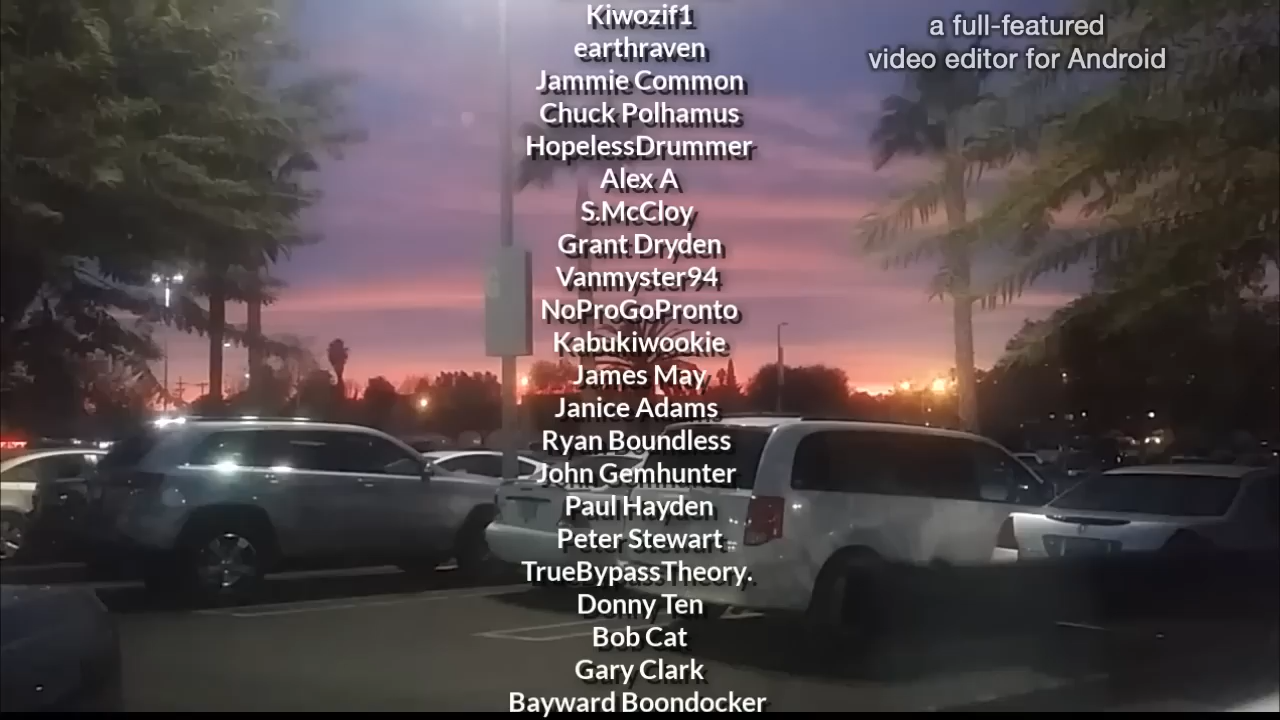 Kiwozif1
earthraven
Jammie Common
Chuck Polhamus
HopelessDrummer
Alex A
S.McCloy
Grant Dryden
Vanmyster94
NoProGoPronto
Kabukiwookie
James May
Janice Adams
Ryan Boundless
John Gemhunter
Paul Hayden
Peter Stewart
TrueBypassTheory.
Donny Ten
Bob Cat
Gary Clark
Bayward Boondocker
a full-featured
video editor for Android